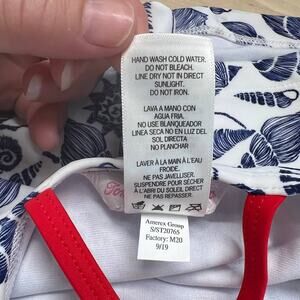 HAND WASH COLD WATER.
DO NOT BLEACH.
LINE DRY NOT IN DIRECT
SUNLIGHT.
DO NOT IRON.
LAVA A MANO CON
AGUA FRIA.
NO USE BLANQUEADOR
LINEA SECA NO EN LUZ DEL
SOL DIRECTA
NO PLANCHAR
LAVER À LA MAIN À L'EAU
FROIDE.
NE PAS JAVELLISER.
SUSPENDRE POUR SÉCHER
À L'ABRI DU SOLEIL DIRECT
NE PAS REPASSER.
Amerex Group
S/ST20765
Factory: M20
9/19